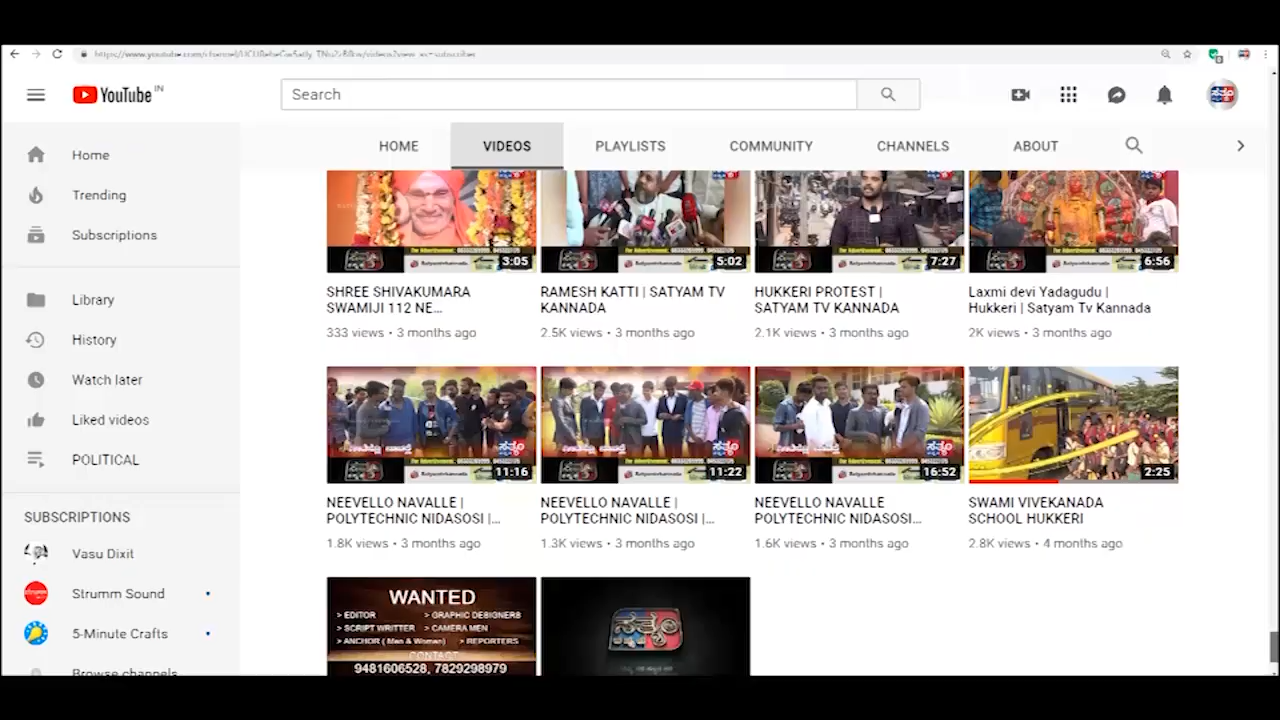 YouTube IN
Search
HOME
VIDEOS
PLAYLISTS
COMMUNITY
CHANNELS
ABOUT
Home
Trending
Subscriptions
Library
History
Watch later
Liked videos
POLITICAL
SUBSCRIPTIONS
Vasu Dixit
Strumm Sound
5-Minute Crafts
Browse channels
3:05
5:02
7:27
6:56
SHREE SHIVAKUMARA
SWAMIJI 112 NE...
333 views • 3 months ago
RAMESH KATTI | SATYAM TV
KANNADA
2.5K views • 3 months ago
HUKKERI PROTEST |
SATYAM TV KANNADA
2.1K views • 3 months ago
Laxmi devi Yadagudu |
Hukkeri | Satyam Tv Kannada
2K views • 3 months ago
11:16
11:22
16:52
2:25
NEEVELLO NAVALLE |
POLYTECHNIC NIDASOSI |...
1.8K views • 3 months ago
NEEVELLO NAVALLE |
POLYTECHNIC NIDASOSI |...
1.3K views • 3 months ago
NEEVELLO NAVALLE
POLYTECHNIC NIDASOSI...
1.6K views • 3 months ago
SWAMI VIVEKANADA
SCHOOL HUKKERI
2.8K views • 4 months ago
WANTED
> EDITOR > GRAPHIC DESIGNERS
> SCRIPT WRITTER > CAMERA MEN
> ANCHOR ( Men & Woman) > REPORTERS
CONTACT
9481606528, 7829298979
ಸತ್ಯಂ